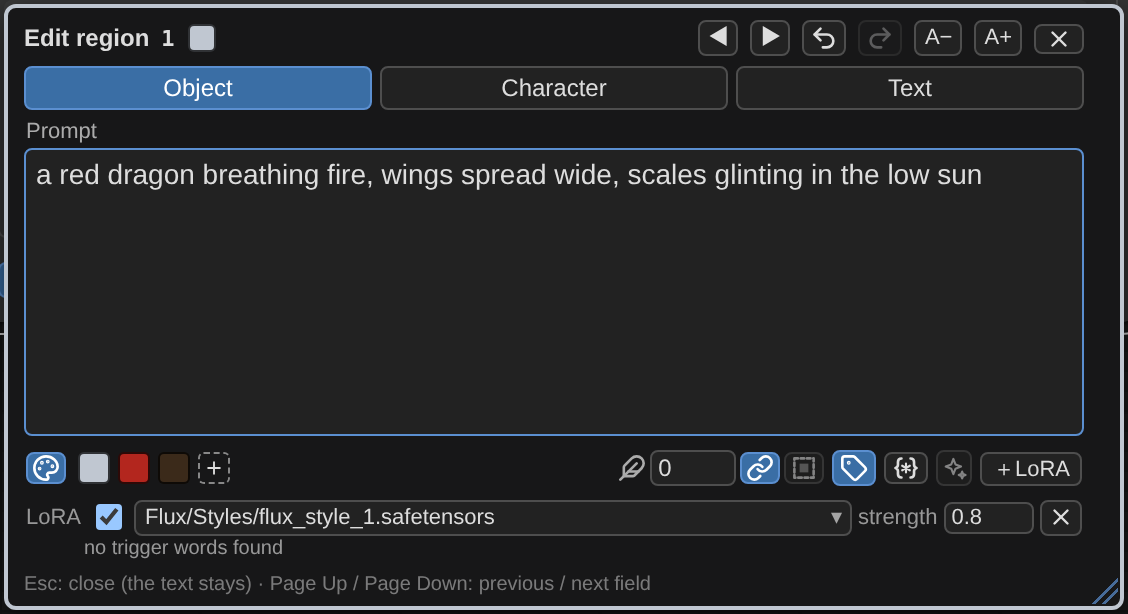 Edit region 1
A− A+
Object Character Text
Prompt
a red dragon breathing fire, wings spread wide, scales glinting in the low sun
0
+LoRA
LoRA Flux/Styles/flux_style_1.safetensors strength 0.8
no trigger words found
Esc: close (the text stays) · Page Up / Page Down: previous / next field